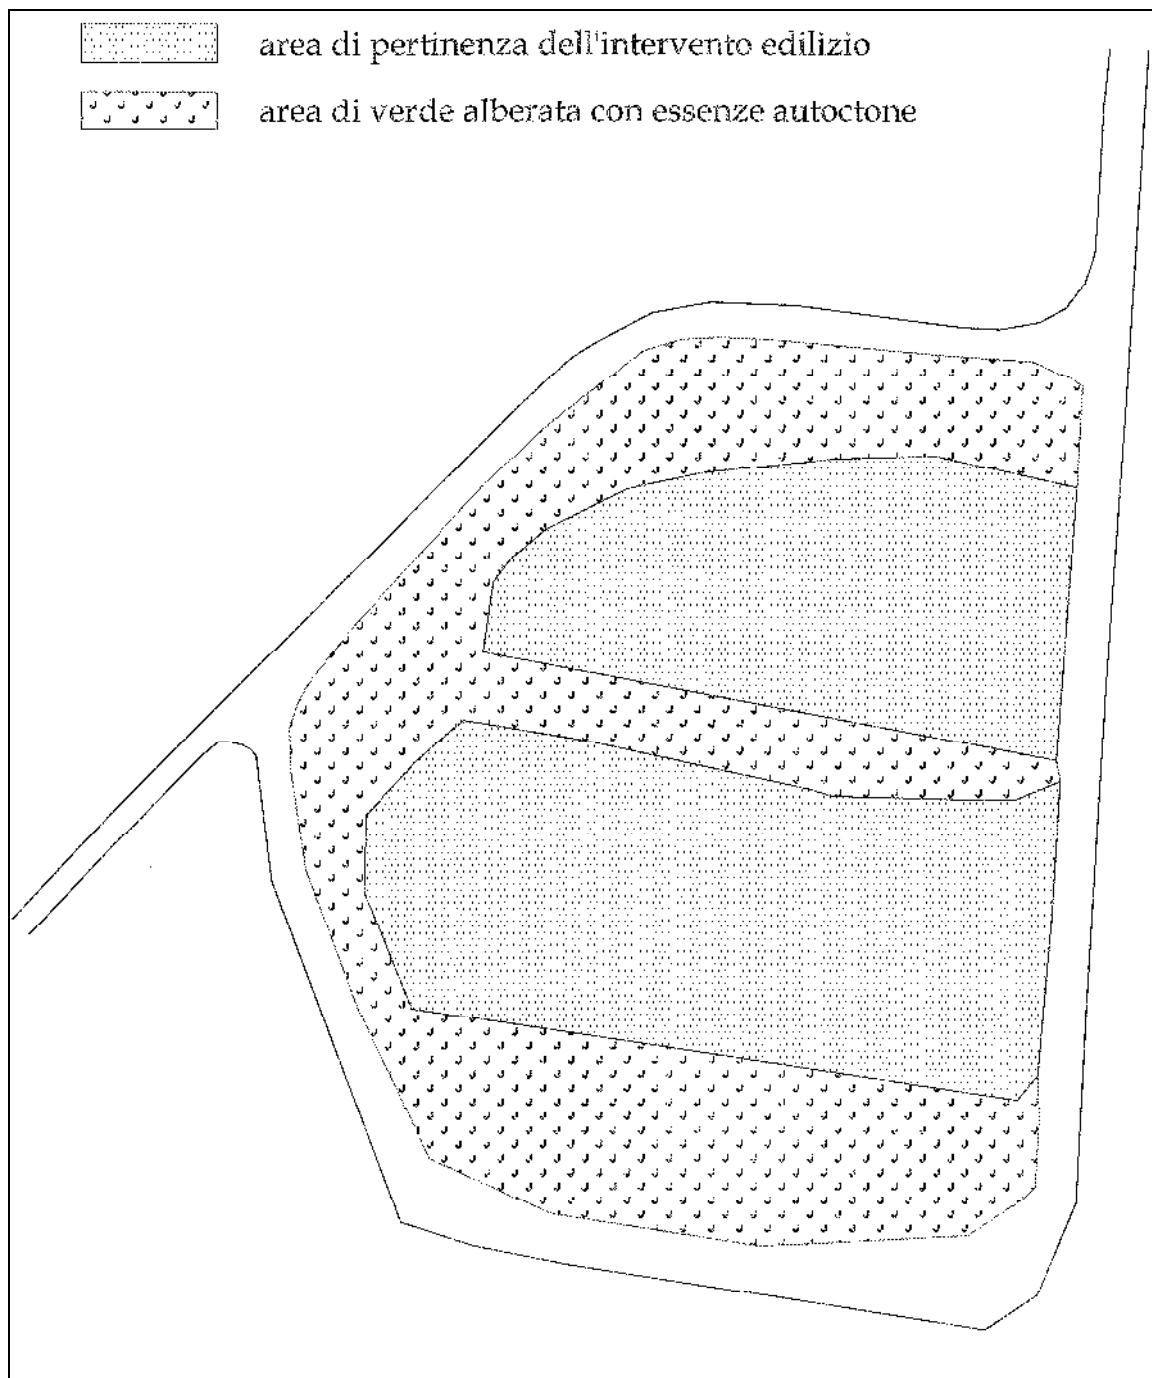 area di pertinenza dell'intervento edilizio
area di verde alberata con essenze autoctone